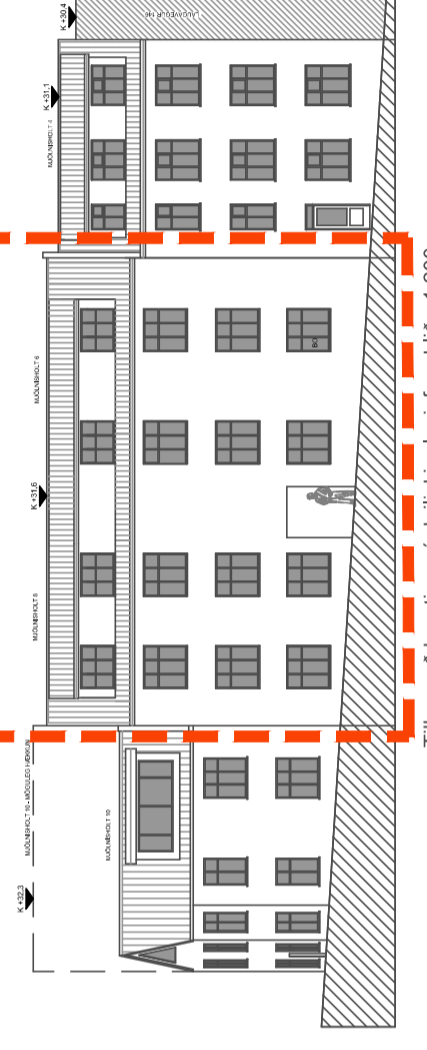 K +32,3
MJÖLNISHOLT 10 - MÖGULEG HÆKKUN
MJÖLNISHOLT 10
MJÖLNISHOLT 8
K +31,6
MJÖLNISHOLT 6
MJÖLNISHOLT 4
K +31,1
K +30,4
LAUGAVEGUR
BO